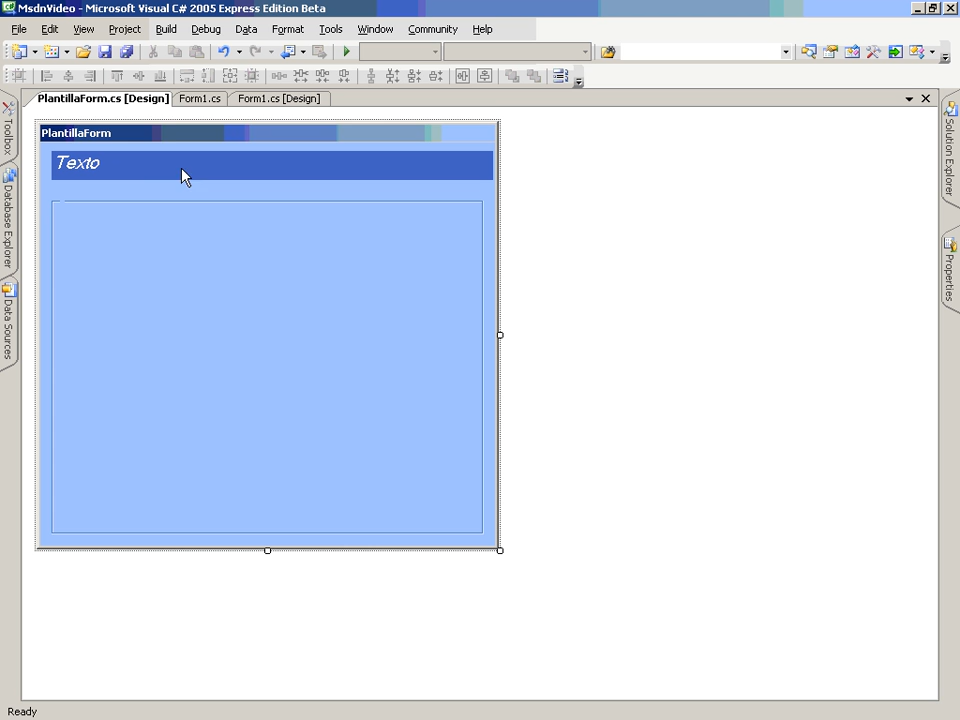 MsdnVideo - Microsoft Visual C# 2005 Express Edition Beta
File Edit View Project Build Debug Data Format Tools Window Community Help
PlantillaForm.cs [Design] Form1.cs Form1.cs [Design]
Toolbox
Database Explorer
Data Sources
PlantillaForm
Texto
Solution Explorer
Properties
Ready